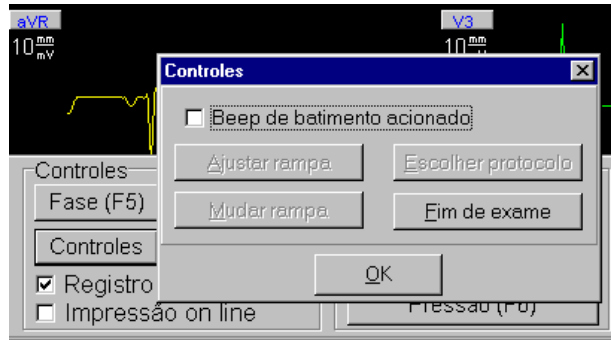 aVR
V3
10 mm/mV
10 mm
Controles
Beep de batimento acionado
Ajustar rampa
Escolher protocolo
Mudar rampa
Fim de exame
OK
Controles
Fase (F5)
Controles
Registro
Impressão on line
Pressão (F6)